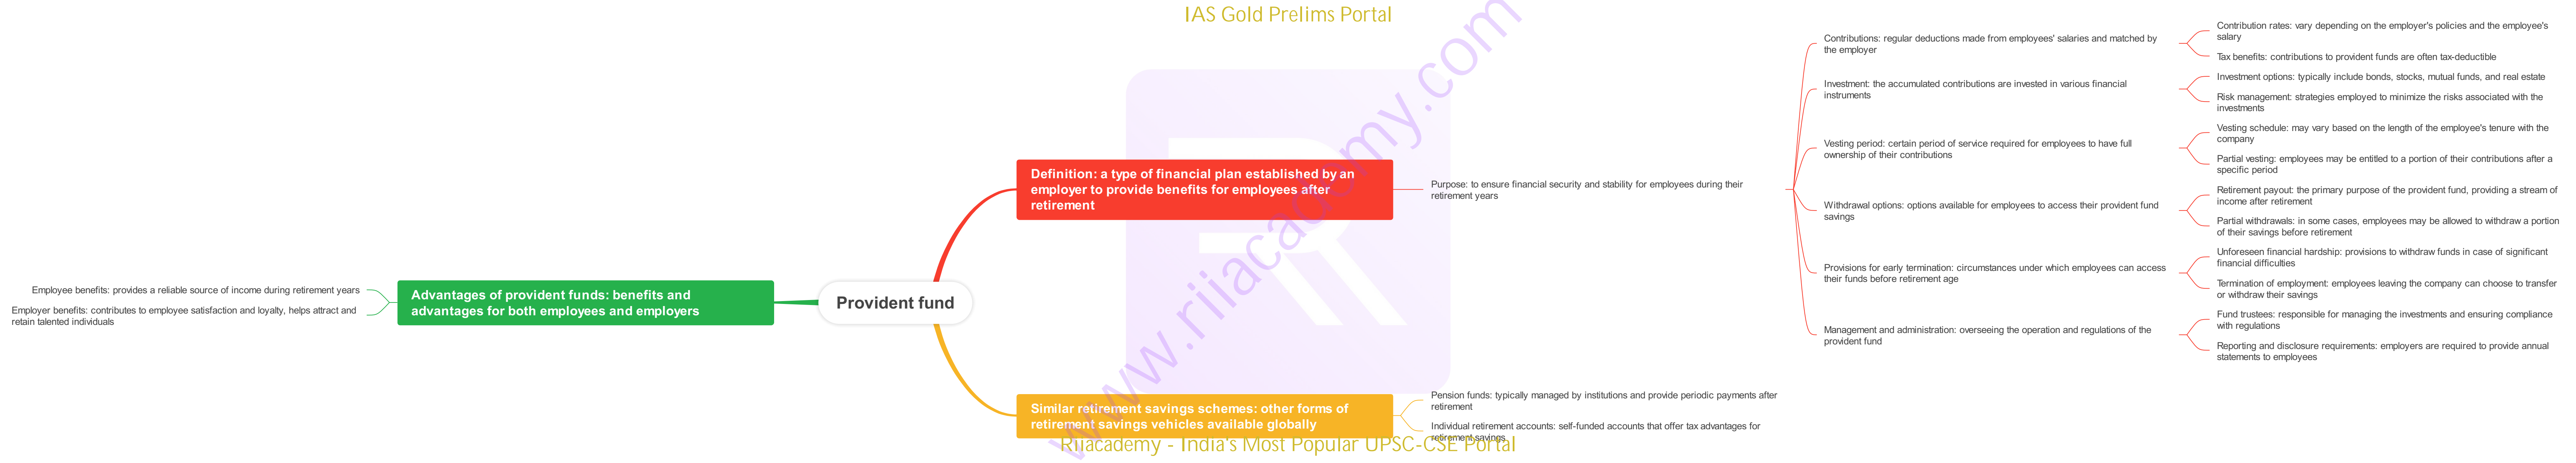 IAS Gold Prelims Portal
Provident fund
Definition: a type of financial plan established by an
employer to provide benefits for employees after
retirement
Purpose: to ensure financial security and stability for employees during their
retirement years
Contributions: regular deductions made from employees' salaries and matched by
the employer
Contribution rates: vary depending on the employer's policies and the employee's
salary
Tax benefits: contributions to provident funds are often tax-deductible
Investment: the accumulated contributions are invested in various financial
instruments
Investment options: typically include bonds, stocks, mutual funds, and real estate
Risk management: strategies employed to minimize the risks associated with the
investments
Vesting period: certain period of service required for employees to have full
ownership of their contributions
Vesting schedule: may vary based on the length of the employee's tenure with the
company
Partial vesting: employees may be entitled to a portion of their contributions after a
specific period
Withdrawal options: options available for employees to access their provident fund
savings
Retirement payout: the primary purpose of the provident fund, providing a stream of
income after retirement
Partial withdrawals: in some cases, employees may be allowed to withdraw a portion
of their savings before retirement
Provisions for early termination: circumstances under which employees can access
their funds before retirement age
Unforeseen financial hardship: provisions to withdraw funds in case of significant
financial difficulties
Termination of employment: employees leaving the company can choose to transfer
or withdraw their savings
Management and administration: overseeing the operation and regulations of the
provident fund
Fund trustees: responsible for managing the investments and ensuring compliance
with regulations
Reporting and disclosure requirements: employers are required to provide annual
statements to employees
Similar retirement savings schemes: other forms of
retirement savings vehicles available globally
Pension funds: typically managed by institutions and provide periodic payments after
retirement
Individual retirement accounts: self-funded accounts that offer tax advantages for
retirement savings
Advantages of provident funds: benefits and
advantages for both employees and employers
Employee benefits: provides a reliable source of income during retirement years
Employer benefits: contributes to employee satisfaction and loyalty, helps attract and
retain talented individuals
www.riiacademy.com
Rijacademy - India's Most Popular UPSC-CSE Portal